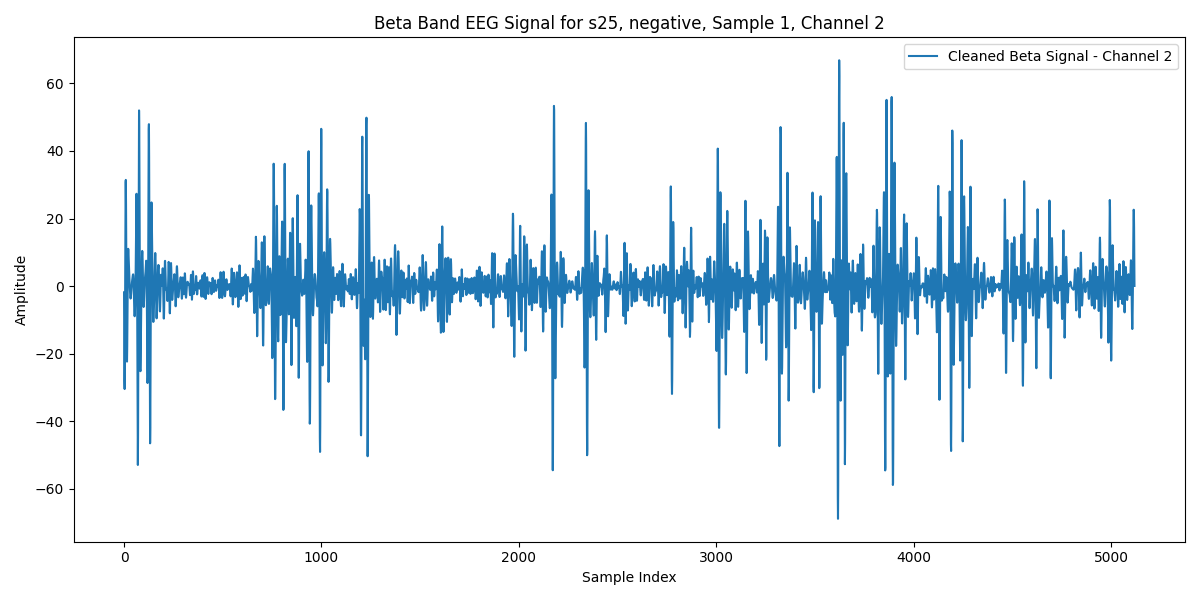 Beta Band EEG Signal for s25, negative, Sample 1, Channel 2
Cleaned Beta Signal - Channel 2
60
40
20
0
−20
−40
−60
Amplitude
0 1000 2000 3000 4000 5000
Sample Index